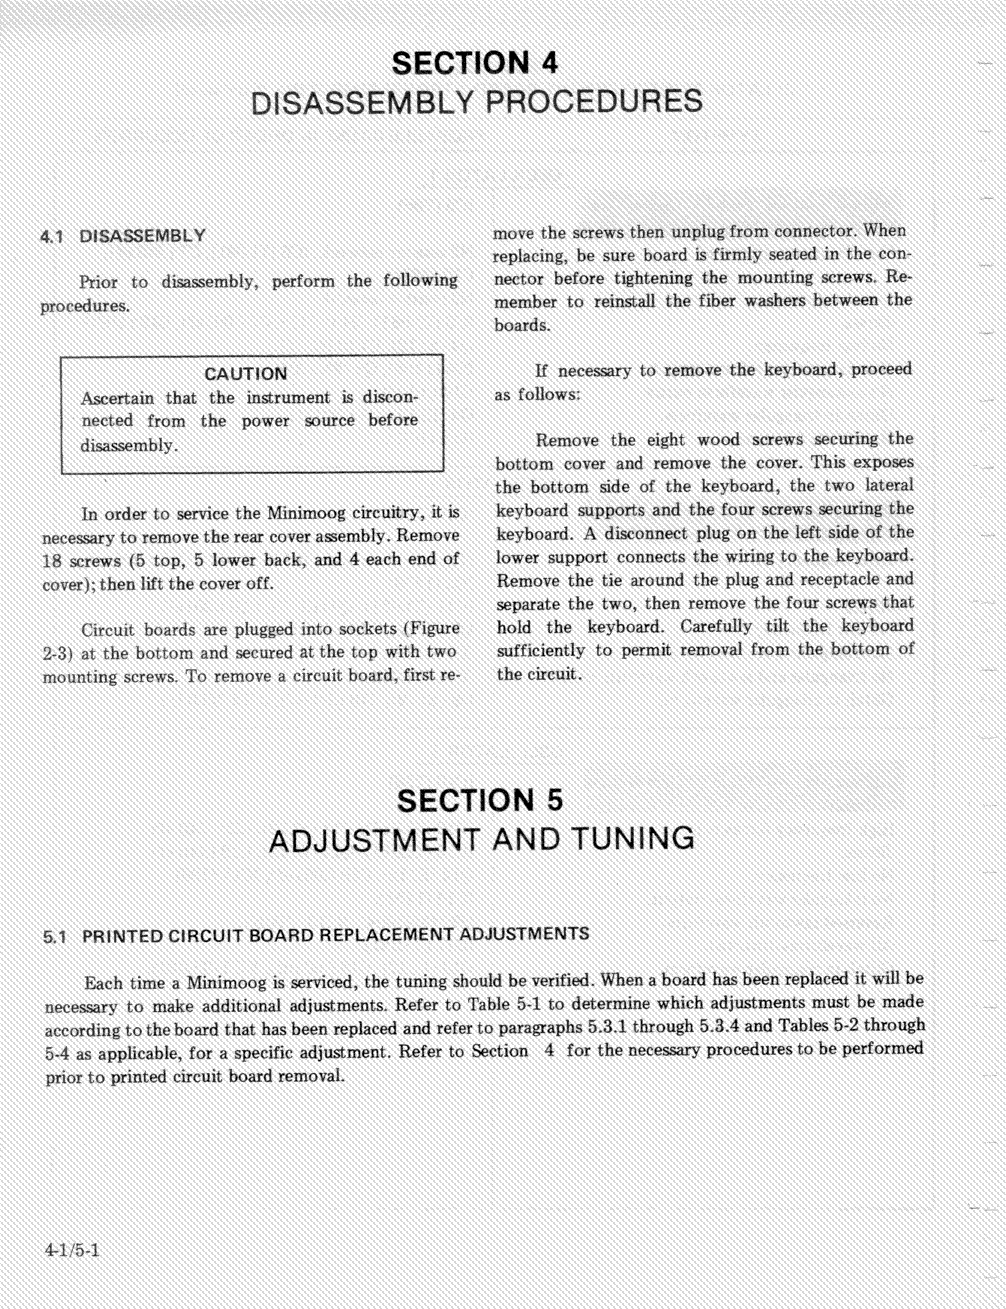 SECTION 4
DISASSEMBLY PROCEDURES
4.1 DISASSEMBLY
Prior to disassembly, perform the following
procedures.
CAUTION
Ascertain that the instrument is discon-
nected from the power source before
disassembly.
In order to service the Minimoog circuitry, it is
necessary to remove the rear cover assembly. Remove
18 screws (5 top, 5 lower back, and 4 each end of
cover); then lift the cover off.
Circuit boards are plugged into sockets (Figure
2-3) at the bottom and secured at the top with two
mounting screws. To remove a circuit board, first re-
move the screws then unplug from connector. When
replacing, be sure board is firmly seated in the con-
nector before tightening the mounting screws. Re-
member to reinstall the fiber washers between the
boards.
If necessary to remove the keyboard, proceed
as follows:
Remove the eight wood screws securing the
bottom cover and remove the cover. This exposes
the bottom side of the keyboard, the two lateral
keyboard supports and the four screws securing the
keyboard. A disconnect plug on the left side of the
lower support connects the wiring to the keyboard.
Remove the tie around the plug and receptacle and
separate the two, then remove the four screws that
hold the keyboard. Carefully tilt the keyboard
sufficiently to permit removal from the bottom of
the circuit.
SECTION 5
ADJUSTMENT AND TUNING
5.1 PRINTED CIRCUIT BOARD REPLACEMENT ADJUSTMENTS
Each time a Minimoog is serviced, the tuning should be verified. When a board has been replaced it will be
necessary to make additional adjustments. Refer to Table 5-1 to determine which adjustments must be made
according to the board that has been replaced and refer to paragraphs 5.3.1 through 5.3.4 and Tables 5-2 through
5-4 as applicable, for a specific adjustment. Refer to Section 4 for the necessary procedures to be performed
prior to printed circuit board removal.
4-1/5-1